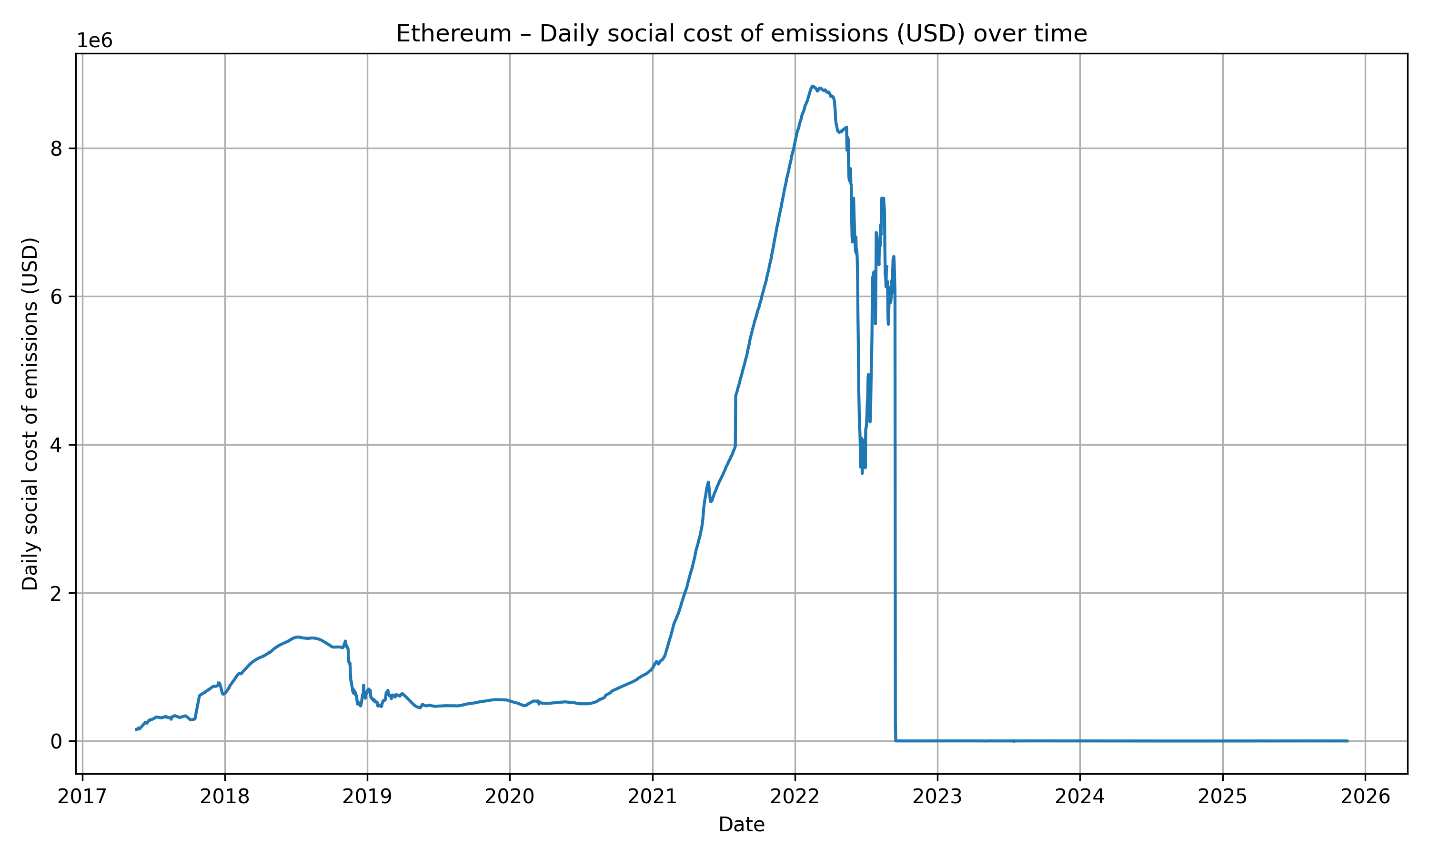 Ethereum – Daily social cost of emissions (USD) over time
1e6
Daily social cost of emissions (USD)
8
6
4
2
0
2017 2018 2019 2020 2021 2022 2023 2024 2025 2026
Date